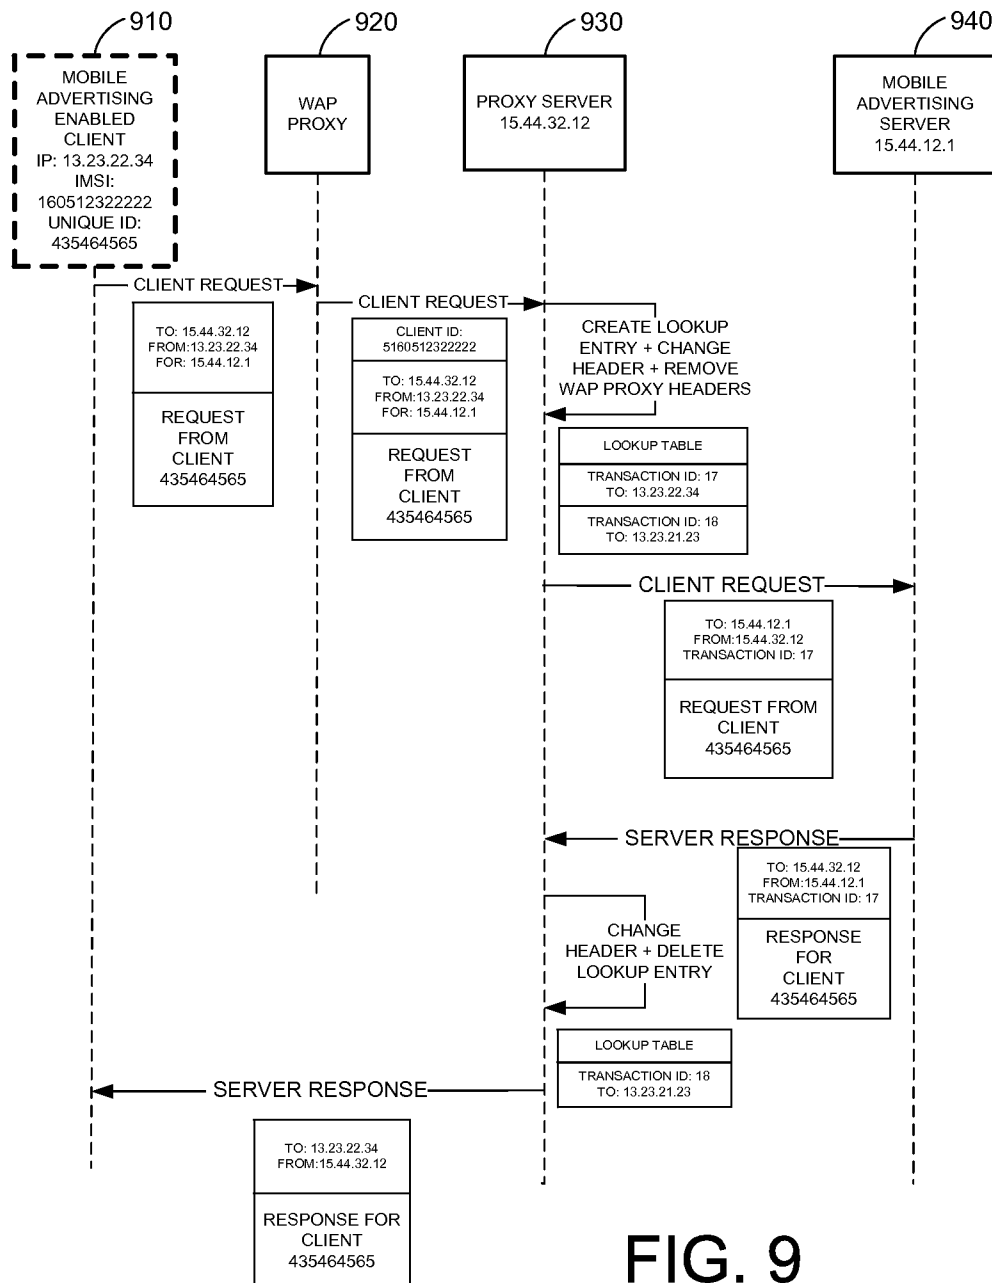 910
920
930
940
MOBILE
ADVERTISING
ENABLED
CLIENT
IP: 13.23.22.34
IMSI:
160512322222
UNIQUE ID:
435464565
WAP
PROXY
PROXY SERVER
15.44.32.12
MOBILE
ADVERTISING
SERVER
15.44.12.1
CLIENT REQUEST
TO: 15.44.32.12
FROM:13.23.22.34
FOR: 15.44.12.1
REQUEST
FROM
CLIENT
435464565
CLIENT REQUEST
CLIENT ID:
5160512322222
TO: 15.44.32.12
FROM:13.23.22.34
FOR: 15.44.12.1
REQUEST
FROM
CLIENT
435464565
CREATE LOOKUP
ENTRY + CHANGE
HEADER + REMOVE
WAP PROXY HEADERS
LOOKUP TABLE
TRANSACTION ID: 17
TO: 13.23.22.34
TRANSACTION ID: 18
TO: 13.23.21.23
CLIENT REQUEST
TO: 15.44.12.1
FROM:15.44.32.12
TRANSACTION ID: 17
REQUEST FROM
CLIENT
435464565
SERVER RESPONSE
TO: 15.44.32.12
FROM:15.44.12.1
TRANSACTION ID: 17
RESPONSE
FOR
CLIENT
435464565
CHANGE
HEADER + DELETE
LOOKUP ENTRY
LOOKUP TABLE
TRANSACTION ID: 18
TO: 13.23.21.23
SERVER RESPONSE
TO: 13.23.22.34
FROM:15.44.32.12
RESPONSE FOR
CLIENT
435464565
FIG. 9